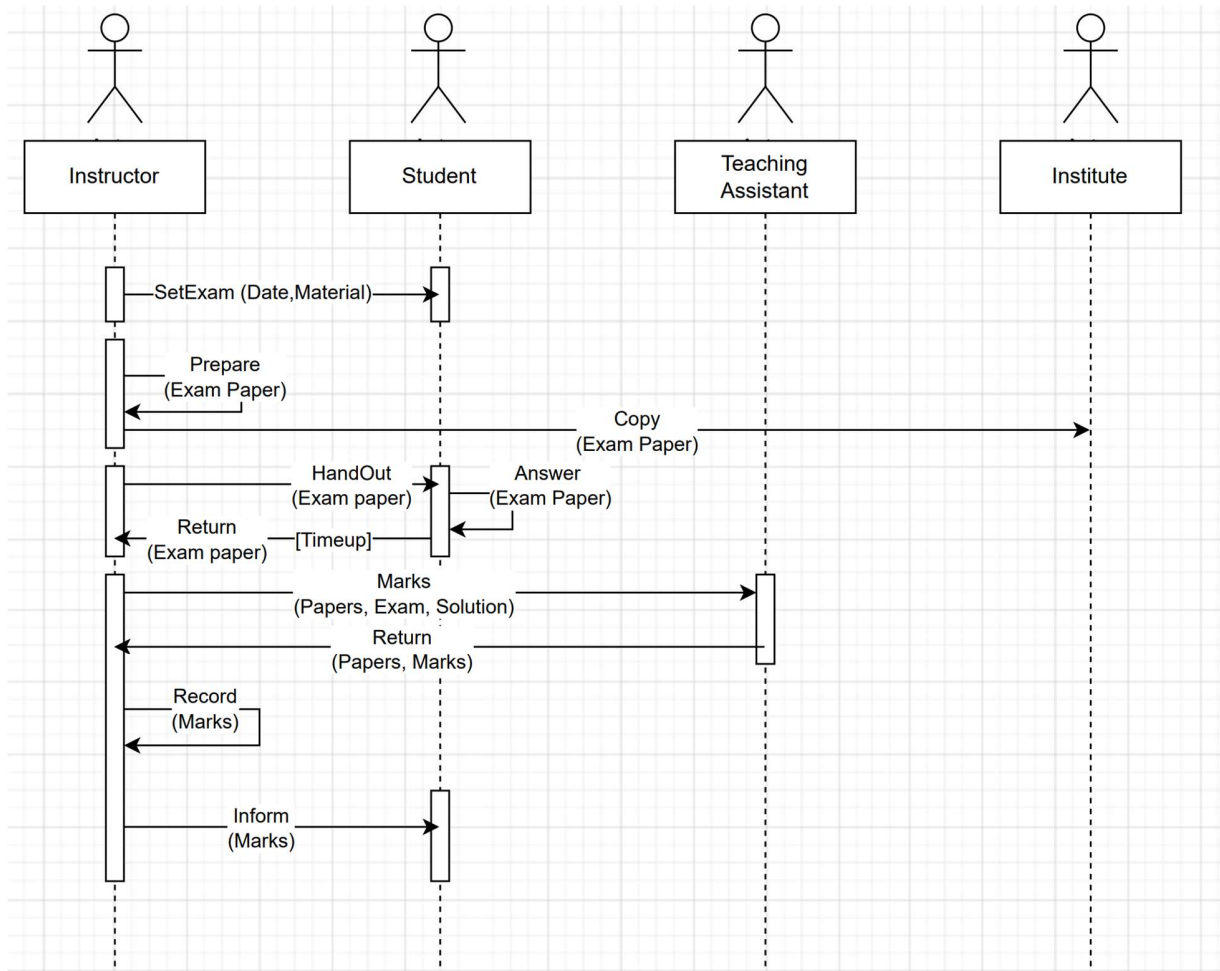 Instructor
Student
Teaching
Assistant
Institute
SetExam (Date,Material)
Prepare
(Exam Paper)
Copy
(Exam Paper)
HandOut
(Exam paper)
Answer
(Exam Paper)
Return
(Exam paper)
[Timeup]
Marks
(Papers, Exam, Solution)
Return
(Papers, Marks)
Record
(Marks)
Inform
(Marks)